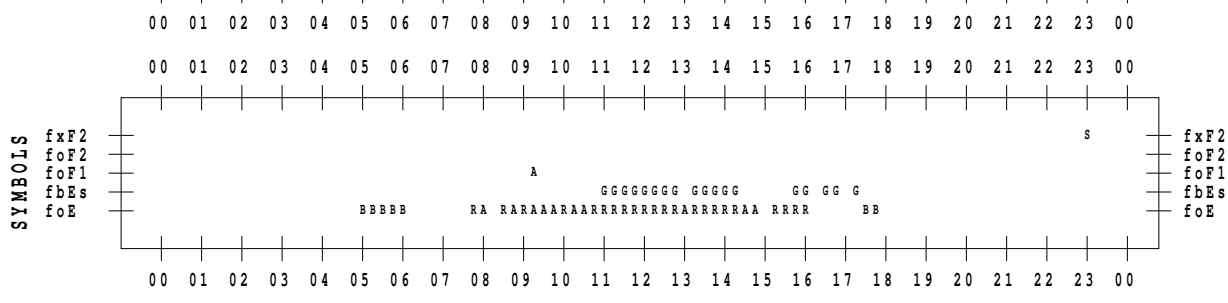 00 01 02 03 04 05 06 07 08 09 10 11 12 13 14 15 16 17 18 19 20 21 22 23 00
00 01 02 03 04 05 06 07 08 09 10 11 12 13 14 15 16 17 18 19 20 21 22 23 00
SYMBOLS
fxF2 S fxF2
foF2 foF2
foF1 A foF1
fbEs GGGGGGGG GGGGG GG GG G fbEs
foE BBBBB RA RARAAARAARRRRRRRRRARRRRRAA RRRR BB foE
00 01 02 03 04 05 06 07 08 09 10 11 12 13 14 15 16 17 18 19 20 21 22 23 00